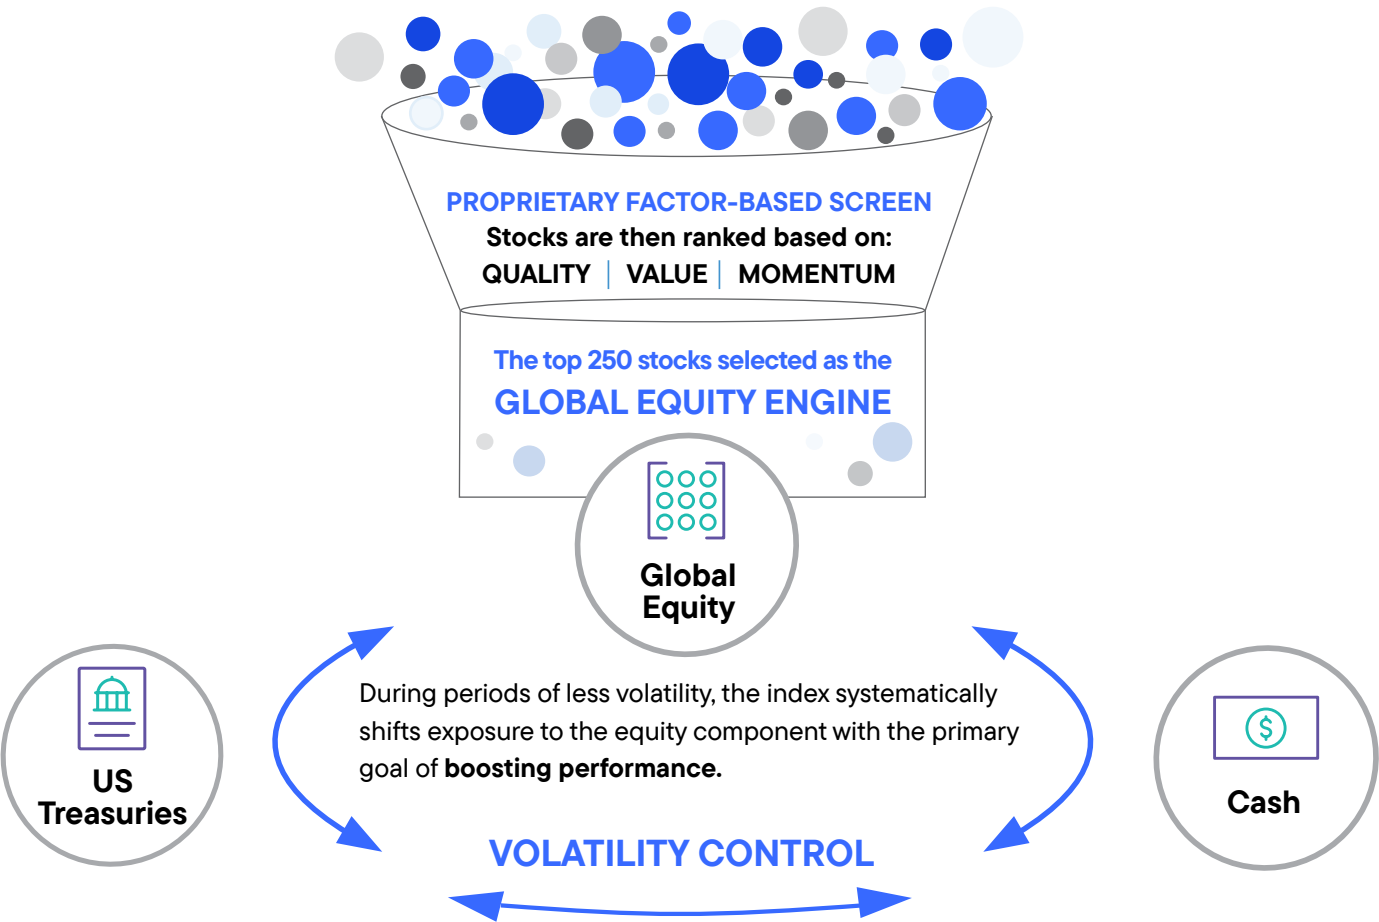 PROPRIETARY FACTOR-BASED SCREEN
Stocks are then ranked based on:
QUALITY | VALUE | MOMENTUM
The top 250 stocks selected as the
GLOBAL EQUITY ENGINE
Global
Equity
US
Treasuries
During periods of less volatility, the index systematically
shifts exposure to the equity component with the primary
goal of boosting performance.
$
Cash
VOLATILITY CONTROL